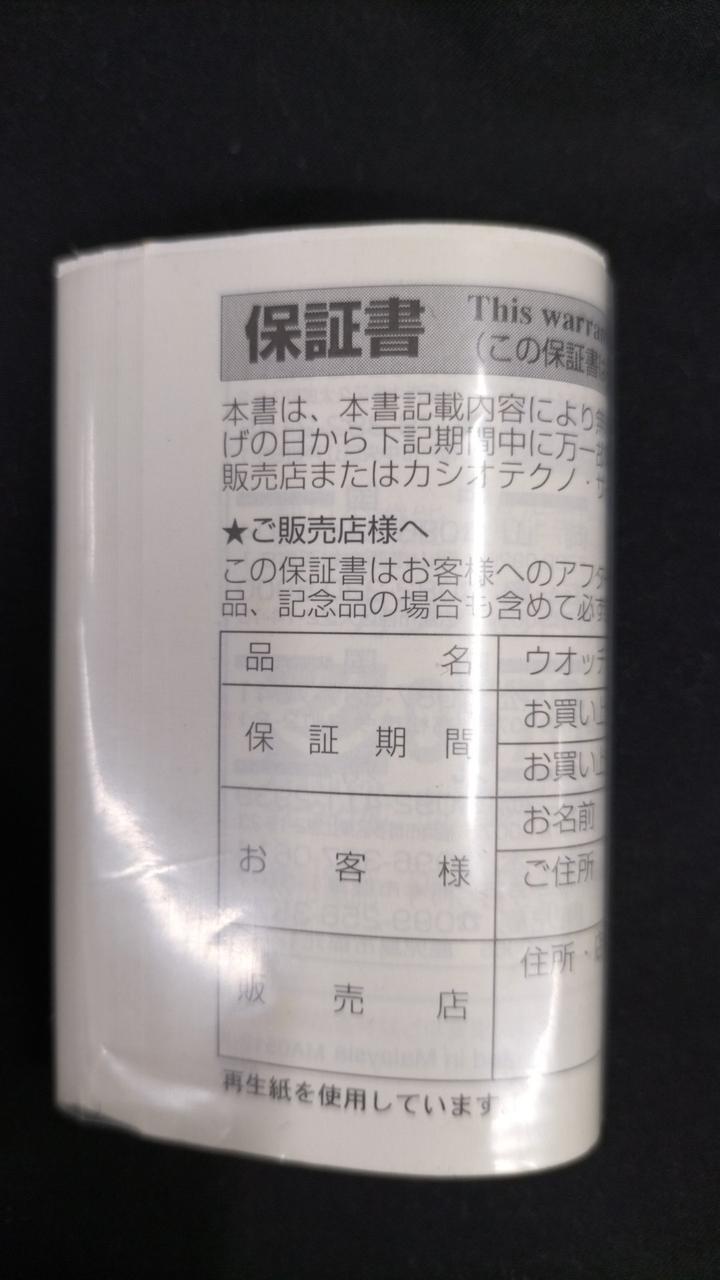 保証書
This warra
(この保証書
本書は、本書記載内容により
げの日から下記期間中に万一
販売店またはカシオテクノ・サ
★ご販売店様へ
この保証書はお客様へのアフタ
品、記念品の場合も含めて必ず
品名 ウオッチ
保証期間 お買い上
お買い上
お客様 お名前
ご住所
販売店 住所・
再生紙を使用しています。